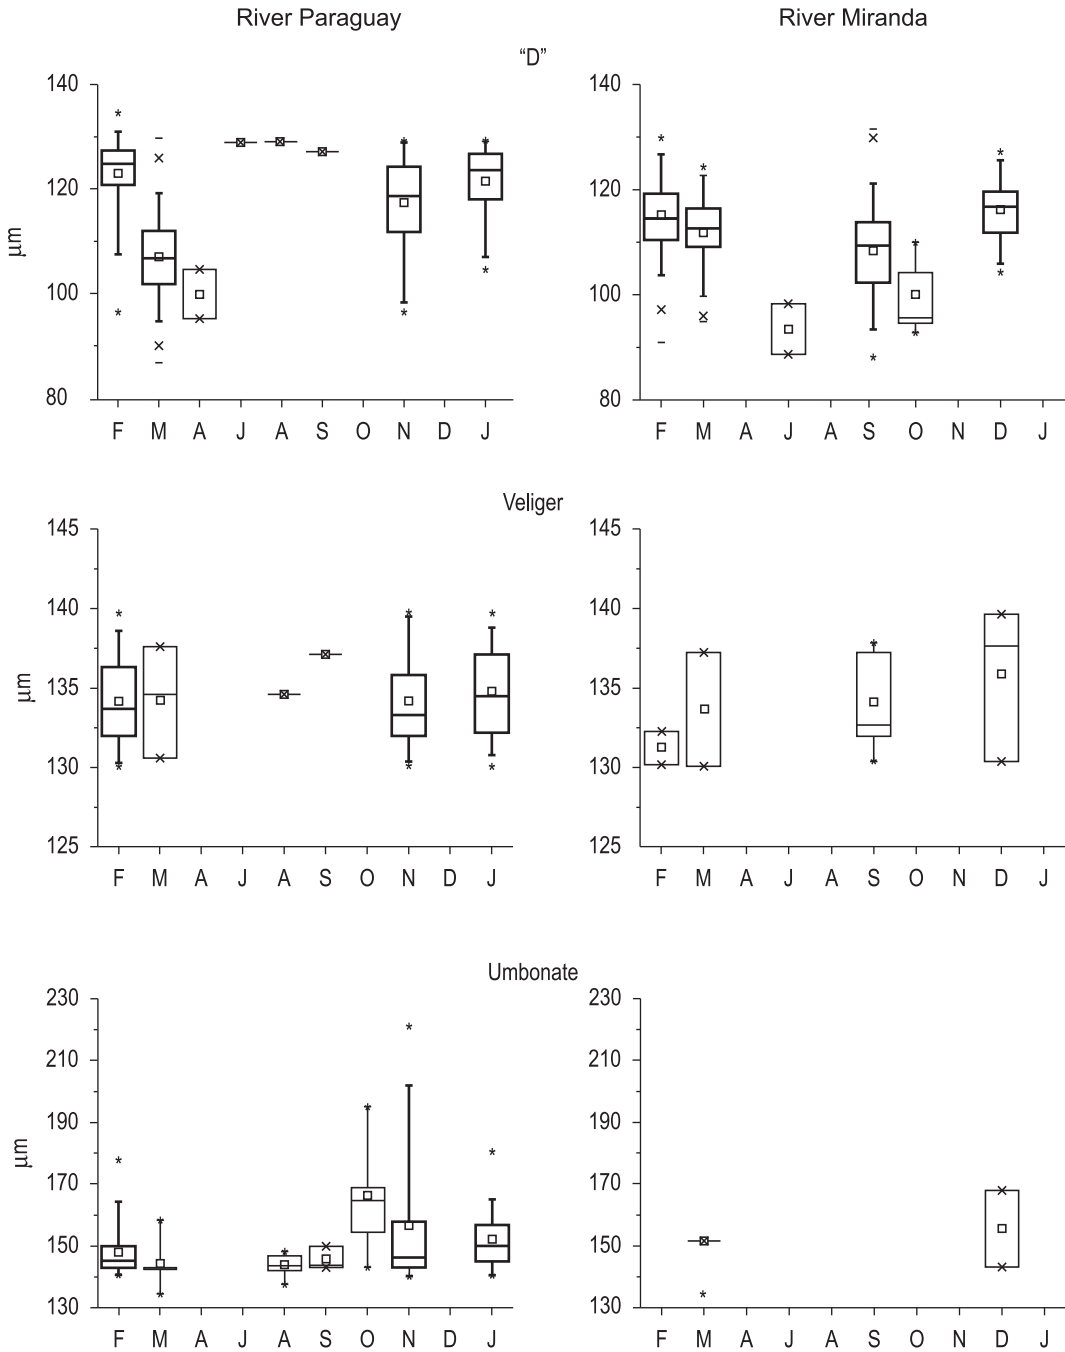 River Paraguay River Miranda
“D”
140 140
120 120
μm
100 100
80 80
F M A J A S O N D J F M A J A S O N D J
Veliger
145 145
140 140
135 135
μm
130 130
125 125
F M A J A S O N D J F M A J A S O N D J
Umbonate
230 230
210 210
190 190
μm
170 170
150 150
130 130
F M A J A S O N D J F M A J A S O N D J